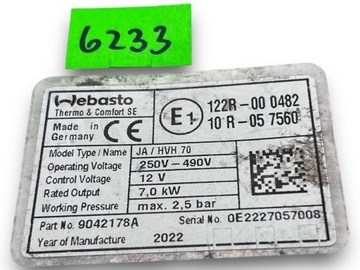 6233
Webasto
Thermo & Comfort SE
Made in
Germany
CE
E1
122R-00 0482
10 R-05 7560
Model Type / Name JA / HVH 70
Operating Voltage 250V - 490V
Control Voltage 12 V
Rated Output 7,0 kW
Working Pressure max. 2,5 bar
Part No. 9042178A Serial No. 0E2227057008
Year of Manufacture 2022